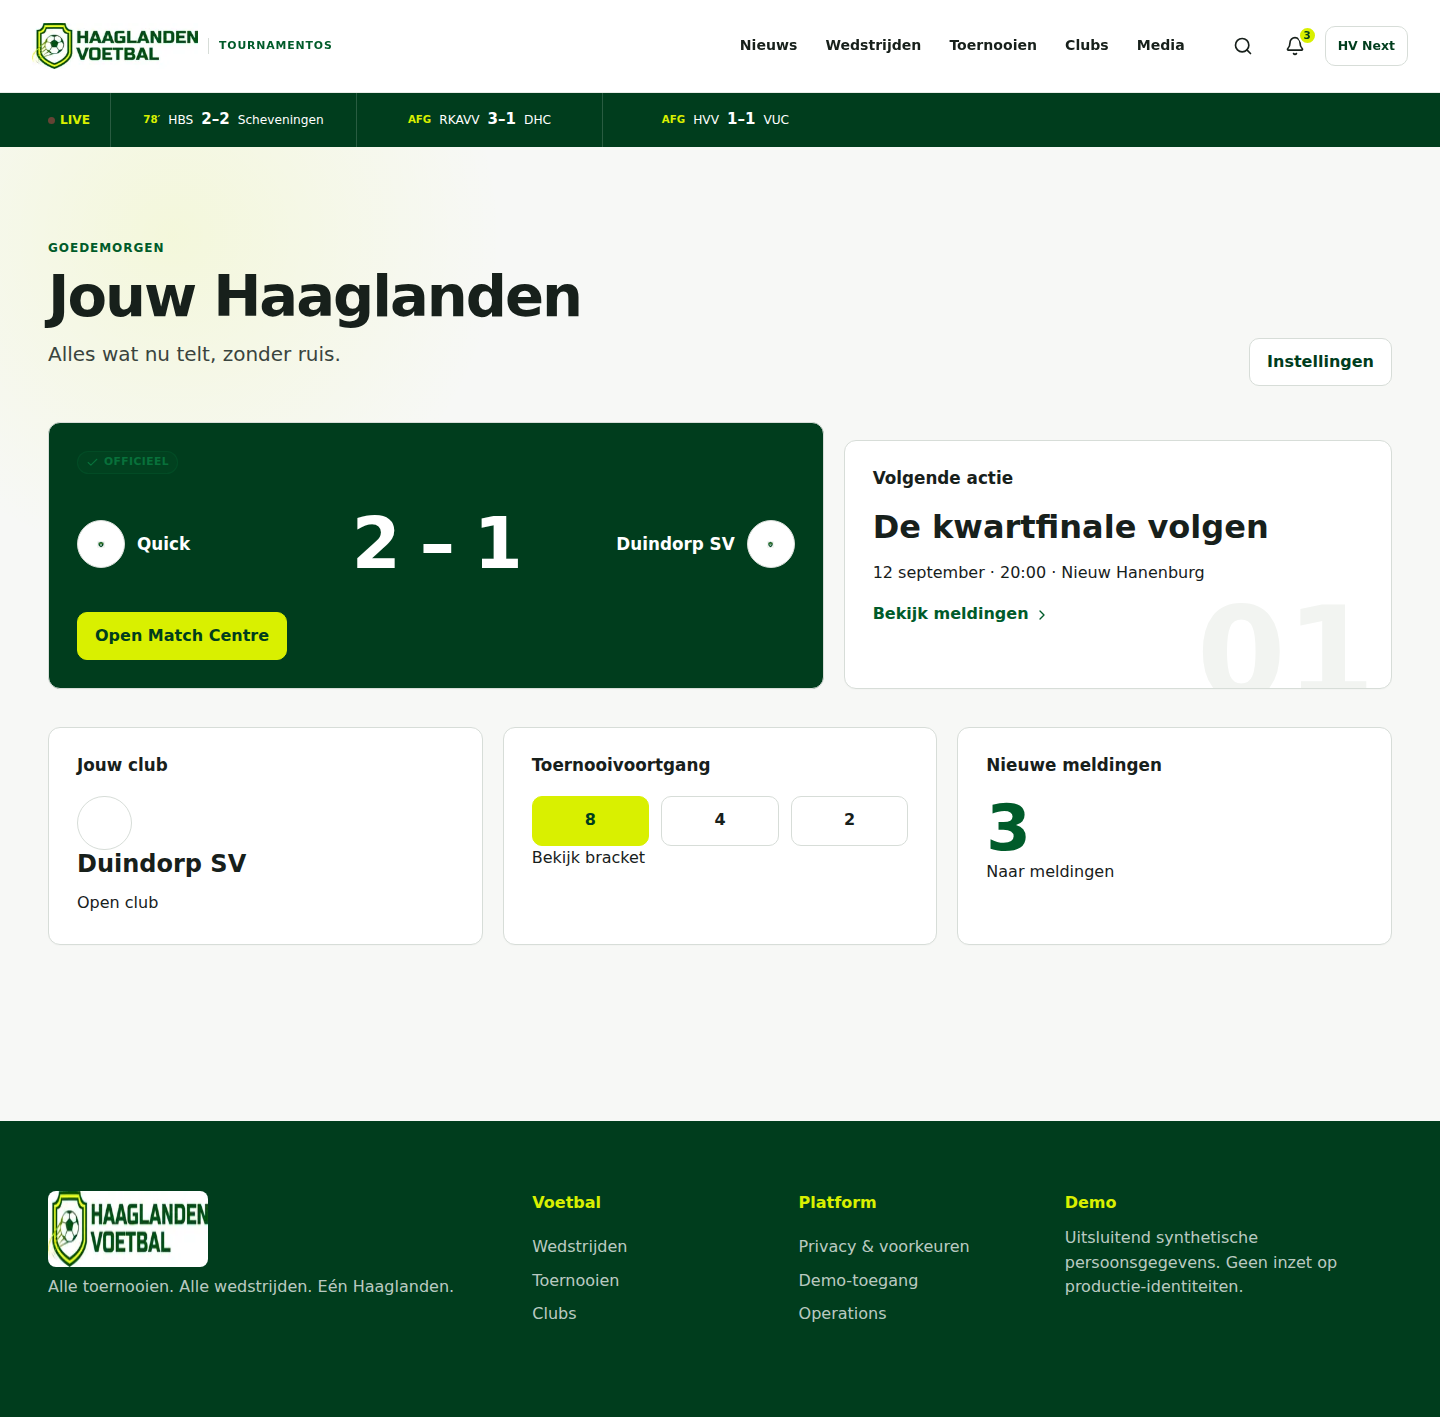 HAAGLANDEN
VOETBAL
TOURNAMENTOS
Nieuws Wedstrijden Toernooien Clubs Media
3
HV Next
LIVE
78' HBS 2–2 Scheveningen
AFG RKAVV 3–1 DHC
AFG HVV 1–1 VUC
GOEDEMORGEN
Jouw Haaglanden
Alles wat nu telt, zonder ruis.
Instellingen
OFFICIEEL
Quick 2 – 1 Duindorp SV
Open Match Centre
Volgende actie
De kwartfinale volgen
12 september · 20:00 · Nieuw Hanenburg
Bekijk meldingen
01
Jouw club
Duindorp SV
Open club
Toernooivoortgang
8 4 2
Bekijk bracket
Nieuwe meldingen
3
Naar meldingen
HAAGLANDEN
VOETBAL
Alle toernooien. Alle wedstrijden. Eén Haaglanden.
Voetbal
Wedstrijden
Toernooien
Clubs
Platform
Privacy & voorkeuren
Demo-toegang
Operations
Demo
Uitsluitend synthetische
persoonsgegevens. Geen inzet op
productie-identiteiten.